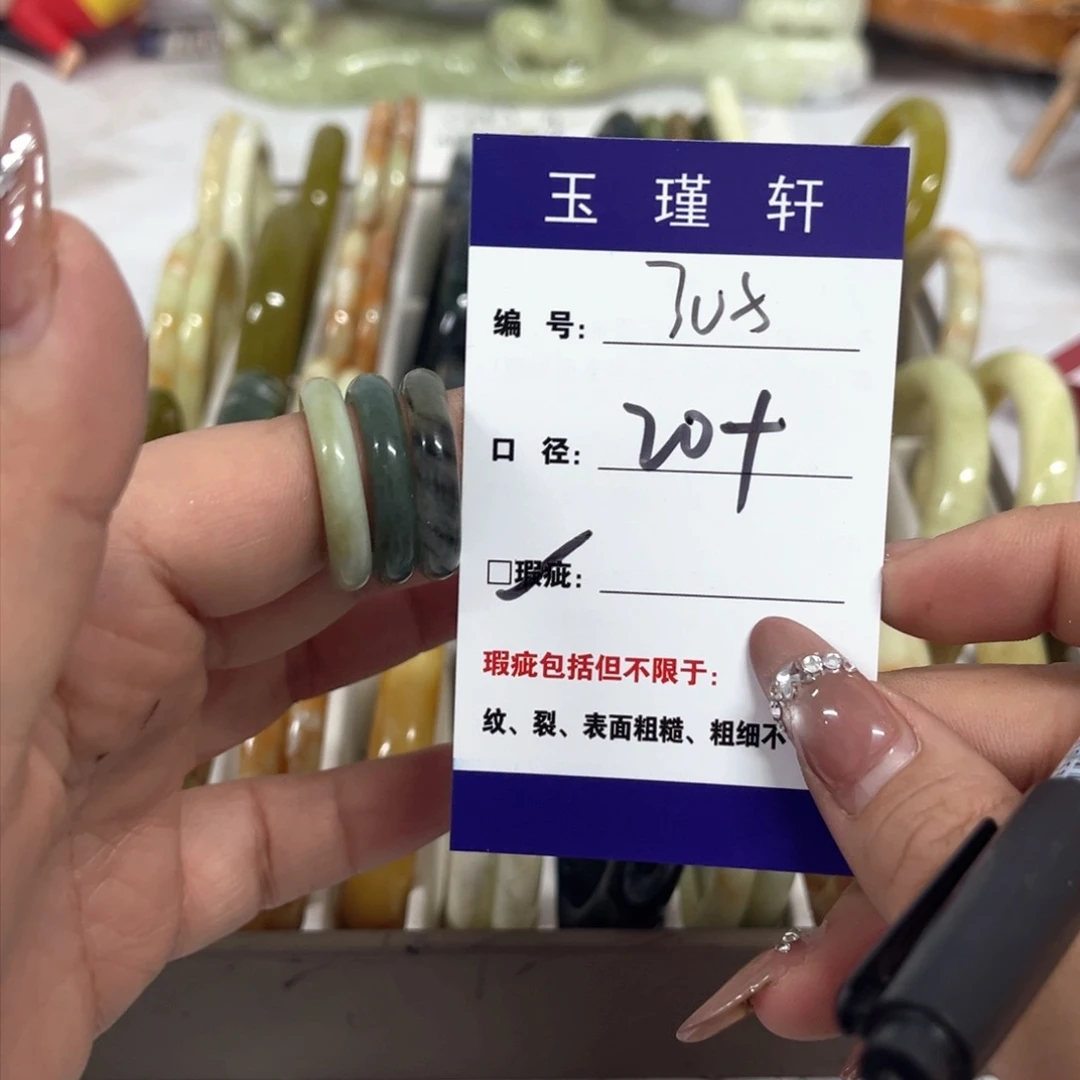 玉瑾轩
编号：
口径： 20+
□瑕疵：
瑕疵包括但不限于：
纹、裂、表面粗糙、粗细不